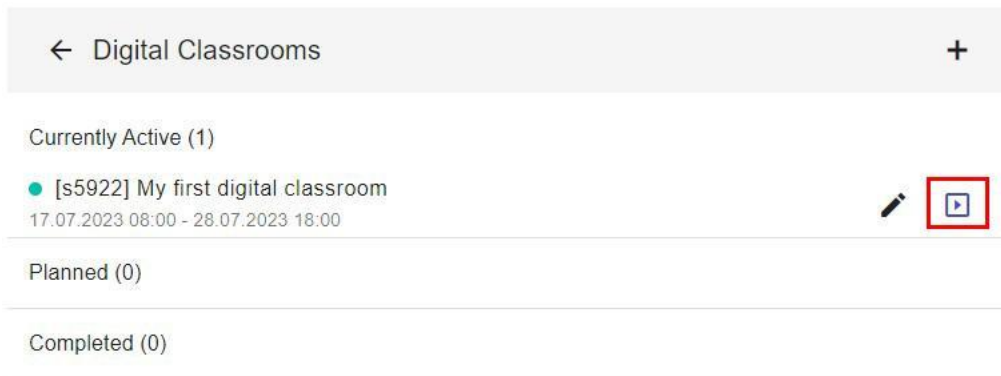 Digital Classrooms
Currently Active (1)
[s5922] My first digital classroom
17.07.2023 08:00 - 28.07.2023 18:00
Planned (0)
Completed (0)